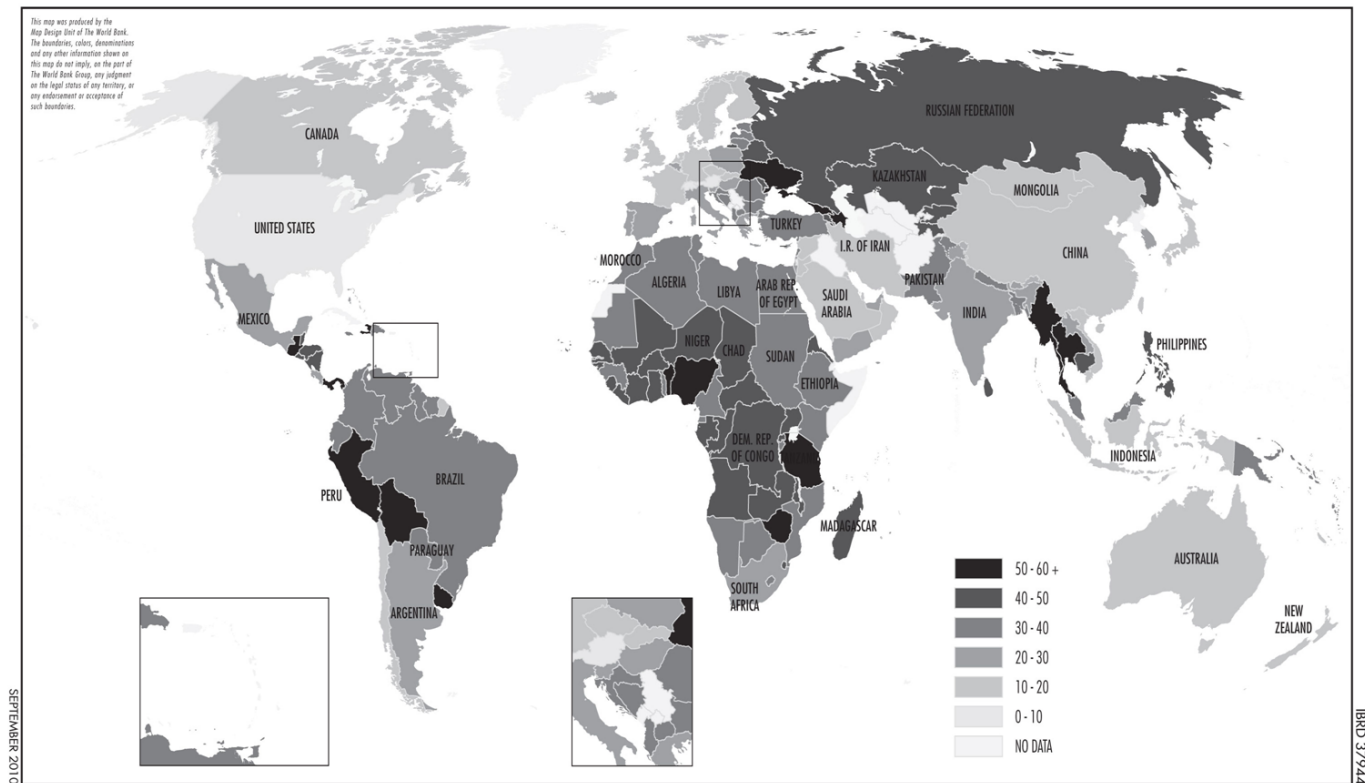 This map was produced by the
Map Design Unit of The World Bank.
The boundaries, colors, denominations
and any other information shown on
this map do not imply, on the part of
The World Bank Group, any judgment
on the legal status of any territory, or
any endorsement or acceptance of
such boundaries.
RUSSIAN FEDERATION
CANADA
KAZAKHSTAN
MONGOLIA
UNITED STATES
TURKEY
I.R. OF IRAN
CHINA
MOROCCO
ALGERIA
LIBYA
ARAB REP.
OF EGYPT
PAKISTAN
SAUDI
ARABIA
INDIA
MEXICO
NIGER
CHAD
SUDAN
PHILIPPINES
ETHIOPIA
DEM. REP.
OF CONGO
INDONESIA
BRAZIL
PERU
MADAGASCAR
PARAGUAY
AUSTRALIA
SOUTH
AFRICA
ARGENTINA
NEW
ZEALAND
50 - 60 +
40 - 50
30 - 40
20 - 30
10 - 20
0 - 10
NO DATA
SEPTEMBER 2010
IBRD 37944